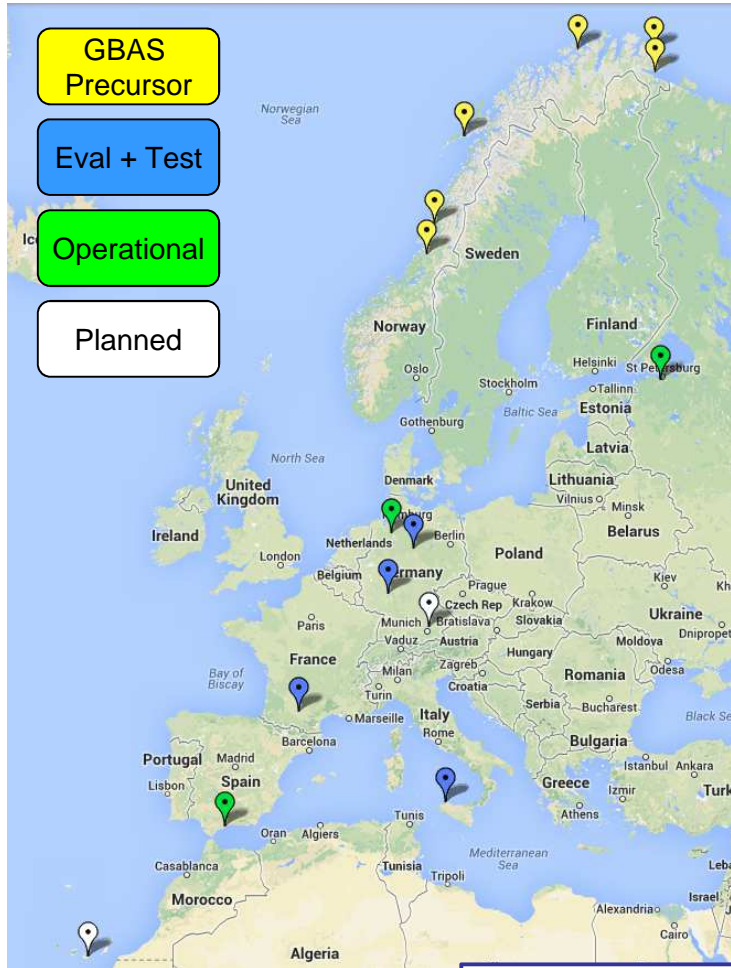 GBAS
Precursor
Eval + Test
Operational
Planned
Norwegian
Sea
Sweden
Norway
Finland
Oslo
Helsinki
St Petersburg
Stockholm
Tallinn
Gothenburg
Baltic Sea
Estonia
North Sea
Latvia
Denmark
Lithuania
United
Kingdom
Vilnius
Minsk
Ireland
Netherlands
Berlin
Belarus
London
Poland
Belgium
Prague
Kiev
Czech Rep
Krakow
Paris
Ukraine
Munich
Bratislava
Slovakia
Vaduz
Austria
Moldova
France
Hungary
Bay of
Biscay
Milan
Zagreb
Romania
Odesa
Turin
Croatia
Marseille
Italy
Serbia
Bucharest
Rome
Barcelona
Bulgaria
Portugal
Madrid
Istanbul
Ankara
Lisbon
Spain
Greece
Izmir
Athens
Tunis
Oran
Algiers
Mediterranean
Sea
Casablanca
Tunisia
Tripoli
Morocco
Israel
Alexandria
Cairo
Algeria